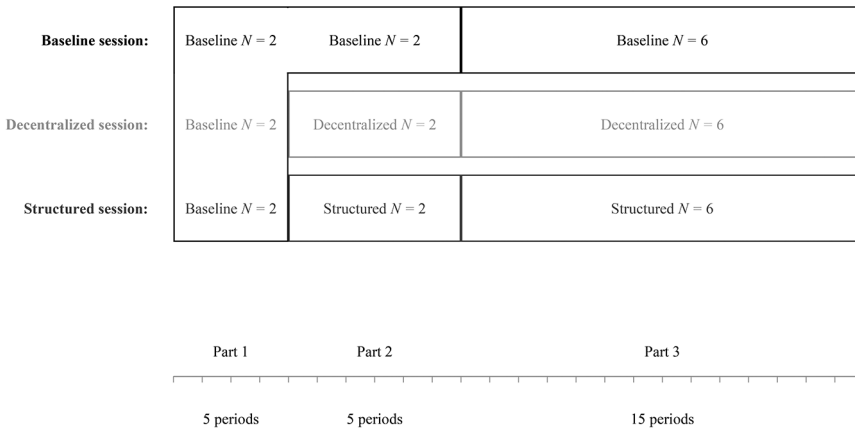 Baseline session: Baseline N = 2 Baseline N = 2 Baseline N = 6
Decentralized session: Baseline N = 2 Decentralized N = 2 Decentralized N = 6
Structured session: Baseline N = 2 Structured N = 2 Structured N = 6
Part 1 Part 2 Part 3
5 periods 5 periods 15 periods